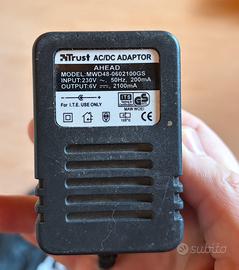 Trust AC/DC ADAPTOR
AHEAD
MODEL:MWD48-0602100GS
INPUT:230V ~, 50Hz, 200mA
OUTPUT:6V ⎓ 2100mA
For I.T.E. USE ONLY
subito